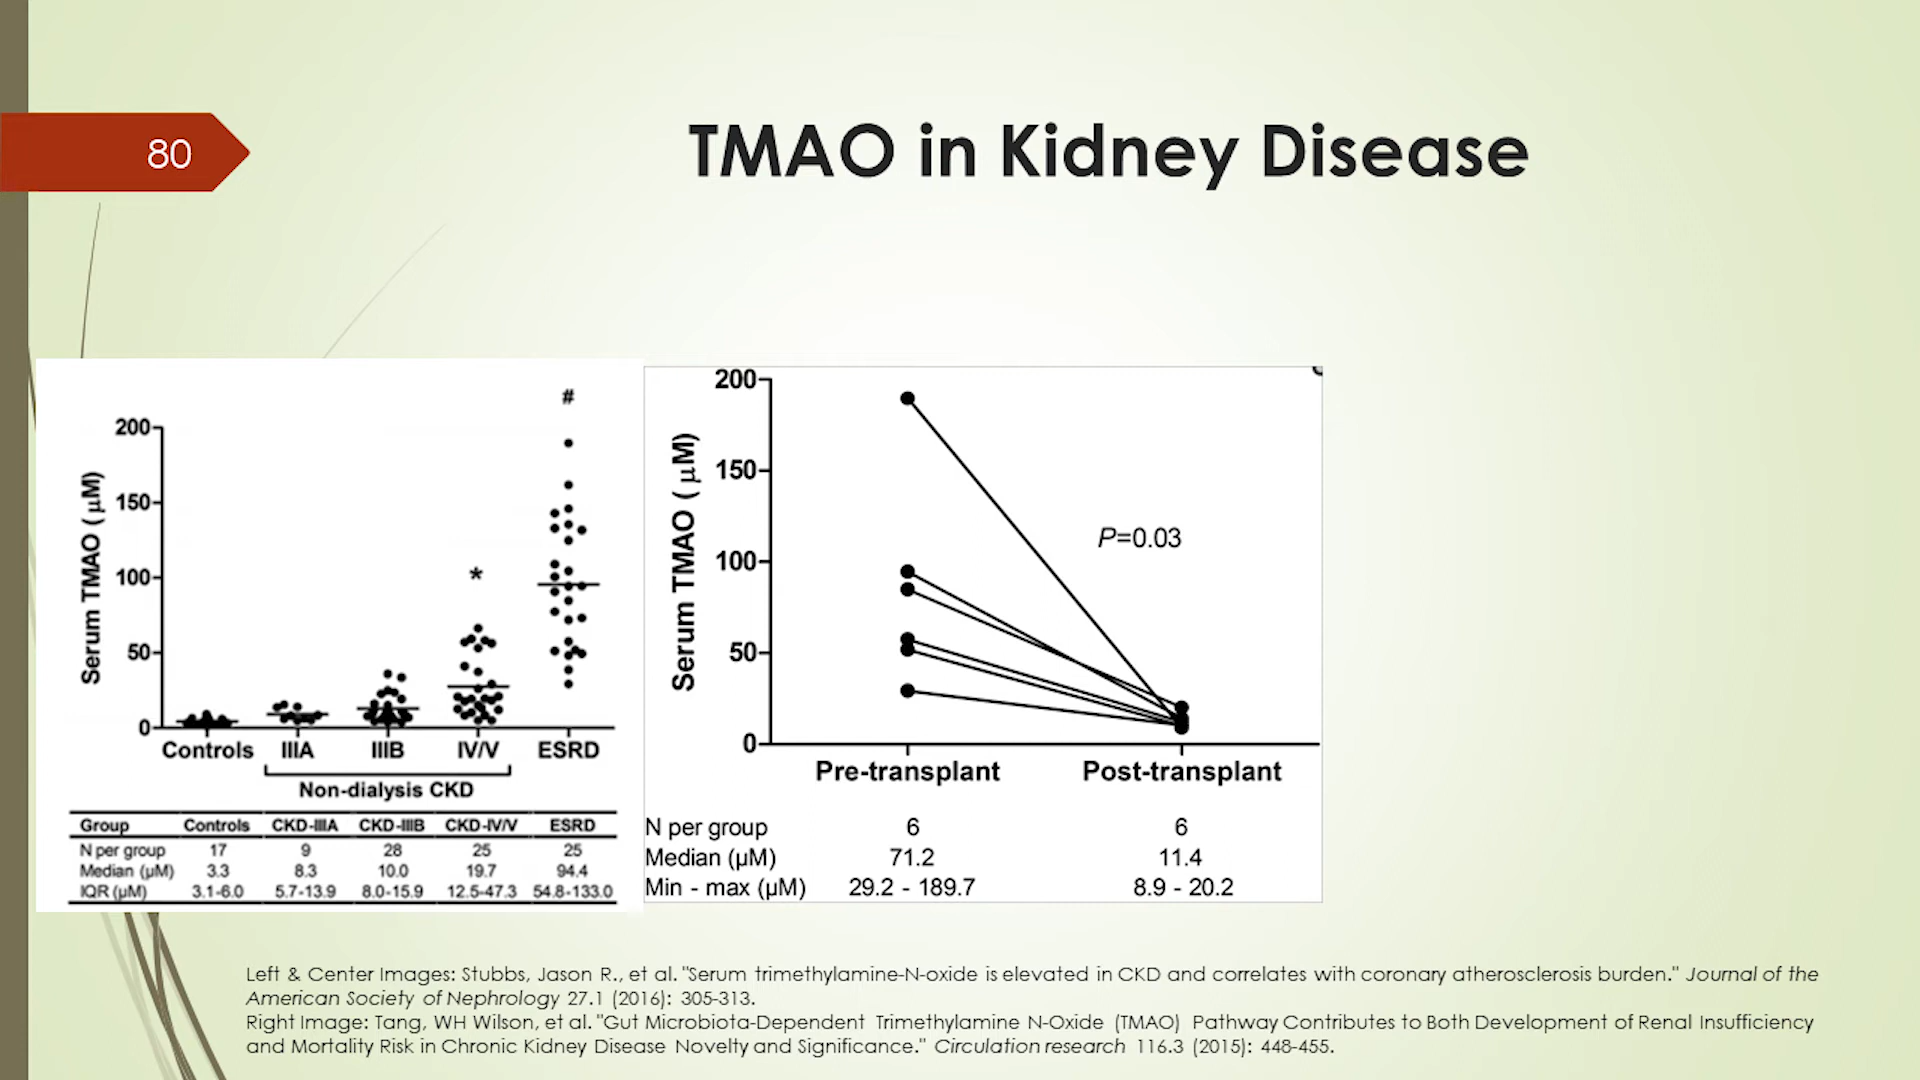 80
TMAO in Kidney Disease
#
200
150
100
50
0
Serum TMAO (μM)
*
Controls IIIA IIIB IV/V ESRD
Non-dialysis CKD
Group Controls CKD-IIIA CKD-IIIB CKD-IV/V ESRD
N per group 17 9 28 25 25
Median (μM) 3.3 8.3 10.0 19.7 94.4
IQR (μM) 3.1-6.0 5.7-13.9 8.0-15.9 12.5-47.3 54.8-133.0
200
150
100
50
0
Serum TMAO (μM)
P=0.03
Pre-transplant Post-transplant
N per group 6 6
Median (μM) 71.2 11.4
Min - max (μM) 29.2 - 189.7 8.9 - 20.2
Left & Center Images: Stubbs, Jason R., et al. "Serum trimethylamine-N-oxide is elevated in CKD and correlates with coronary atherosclerosis burden." Journal of the
American Society of Nephrology 27.1 (2016): 305-313.
Right Image: Tang, WH Wilson, et al. "Gut Microbiota-Dependent Trimethylamine N-Oxide (TMAO) Pathway Contributes to Both Development of Renal Insufficiency
and Mortality Risk in Chronic Kidney Disease Novelty and Significance." Circulation research 116.3 (2015): 448-455.